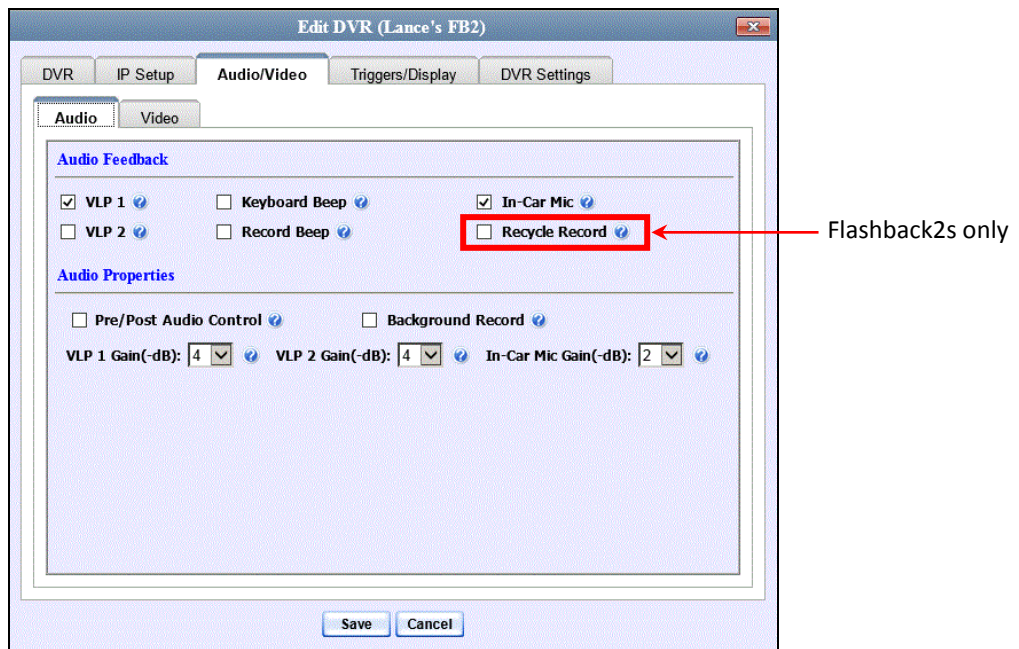 Edit DVR (Lance's FB2)
DVR IP Setup Audio/Video Triggers/Display DVR Settings
Audio Video
Audio Feedback
VLP 1 Keyboard Beep In-Car Mic
VLP 2 Record Beep Recycle Record
Flashback2s only
Audio Properties
Pre/Post Audio Control Background Record
VLP 1 Gain(-dB): 4 VLP 2 Gain(-dB): 4 In-Car Mic Gain(-dB): 2
Save Cancel